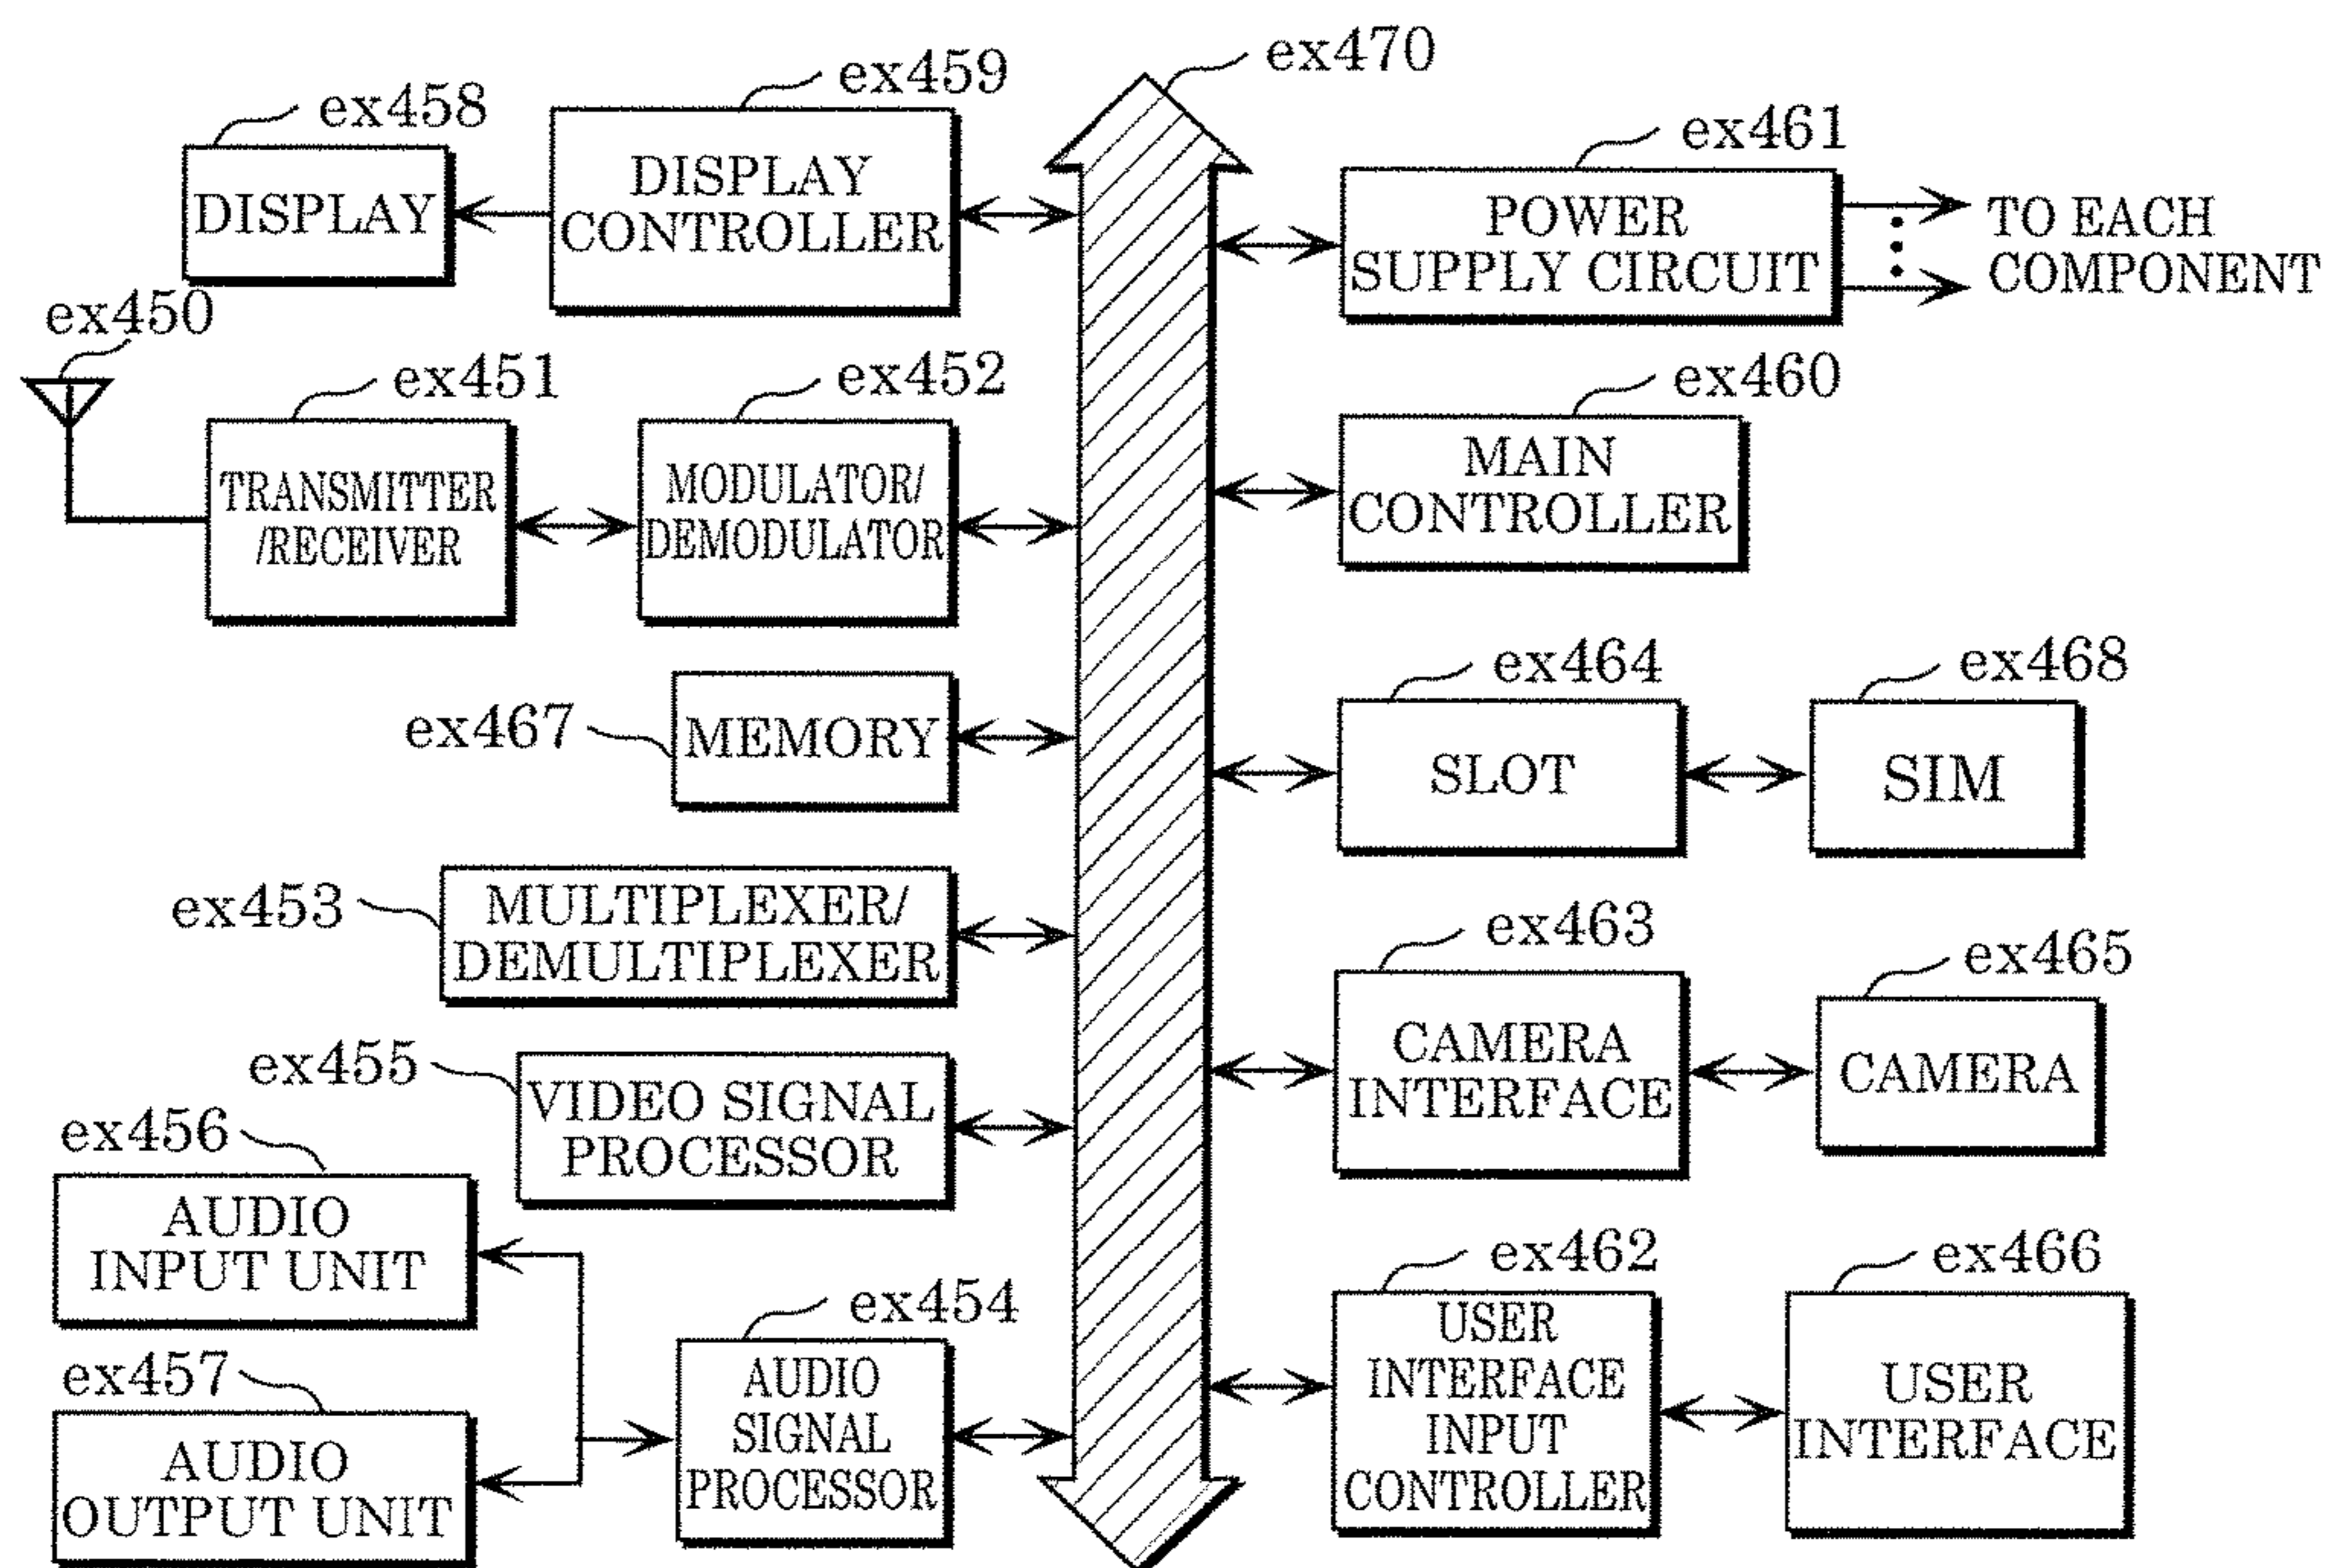 ex470
ex459
ex458
ex461
DISPLAY
CONTROLLER
DISPLAY
POWER
SUPPLY CIRCUIT
TO EACH
COMPONENT
ex450
ex451
ex452
ex460
TRANSMITTER
/RECEIVER
MODULATOR/
DEMODULATOR
MAIN
CONTROLLER
ex464
ex468
ex467
MEMORY
SLOT
SIM
ex453
MULTIPLEXER/
DEMULTIPLEXER
ex463
ex465
CAMERA
INTERFACE
CAMERA
ex455
VIDEO SIGNAL
PROCESSOR
ex456
AUDIO
INPUT UNIT
ex462
ex466
ex454
ex457
AUDIO
OUTPUT UNIT
AUDIO
SIGNAL
PROCESSOR
USER
INTERFACE
INPUT
CONTROLLER
USER
INTERFACE